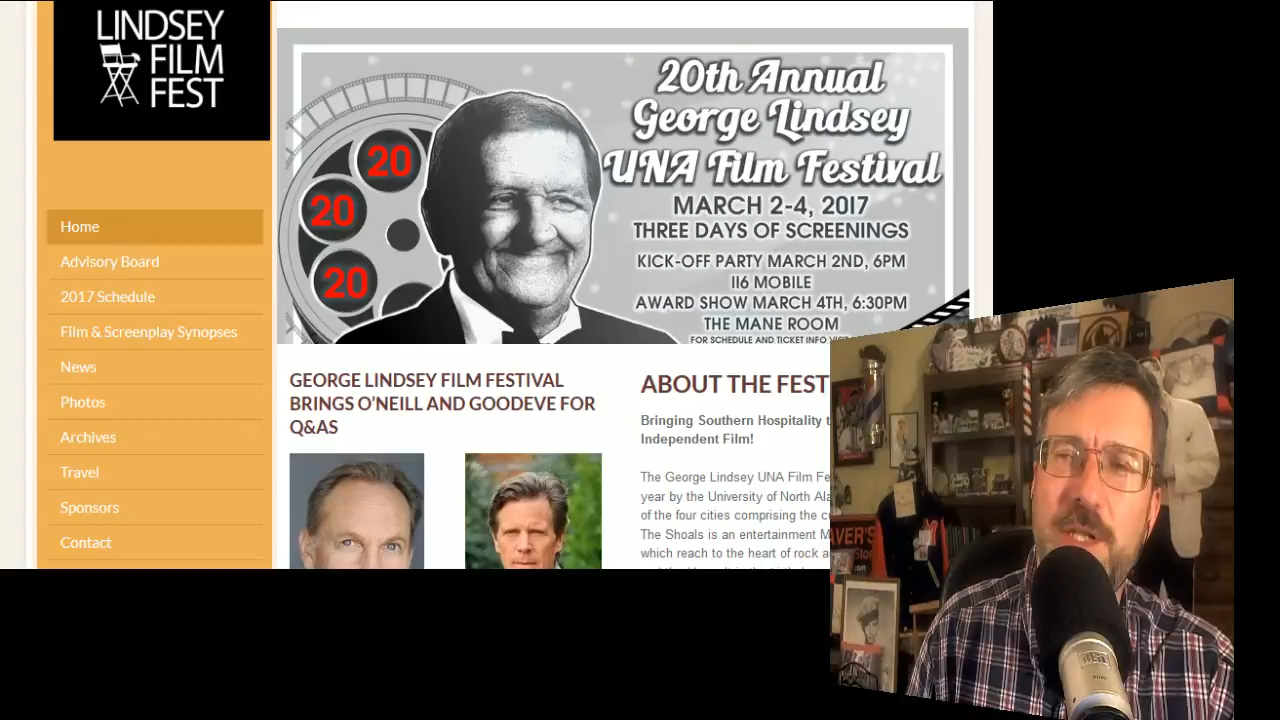 LINDSEY
FILM
FEST
Home
Advisory Board
2017 Schedule
Film & Screenplay Synopses
News
Photos
Archives
Travel
Sponsors
Contact
20th Annual
George Lindsey
UNA Film Festival
MARCH 2-4, 2017
THREE DAYS OF SCREENINGS
KICK-OFF PARTY MARCH 2ND, 6PM
116 MOBILE
AWARD SHOW MARCH 4TH, 6:30PM
THE MANE ROOM
FOR SCHEDULE AND TICKET INFO
20
20
20
GEORGE LINDSEY FILM FESTIVAL
BRINGS O'NEILL AND GOODEVE FOR
Q&AS
ABOUT THE FEST
Bringing Southern Hospitality
Independent Film!
The George Lindsey UNA Film
year by the University of North
of the four cities comprising the
The Shoals is an entertainment
which reach to the heart of rock
AVER'S